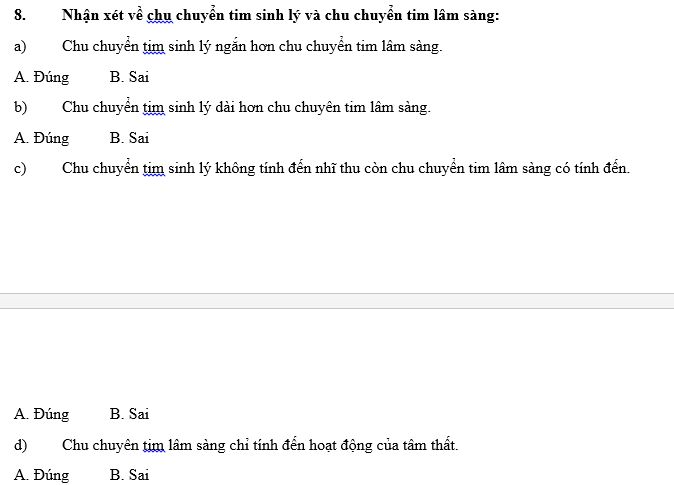 8. Nhận xét về chu chuyển tim sinh lý và chu chuyển tim lâm sàng:
a) Chu chuyển tim sinh lý ngắn hơn chu chuyển tim lâm sàng.
A. Đúng B. Sai
b) Chu chuyển tim sinh lý dài hơn chu chuyên tim lâm sàng.
A. Đúng B. Sai
c) Chu chuyển tim sinh lý không tính đến nhĩ thu còn chu chuyển tim lâm sàng có tính đến.
A. Đúng B. Sai
d) Chu chuyên tim lâm sàng chỉ tính đến hoạt động của tâm thất.
A. Đúng B. Sai